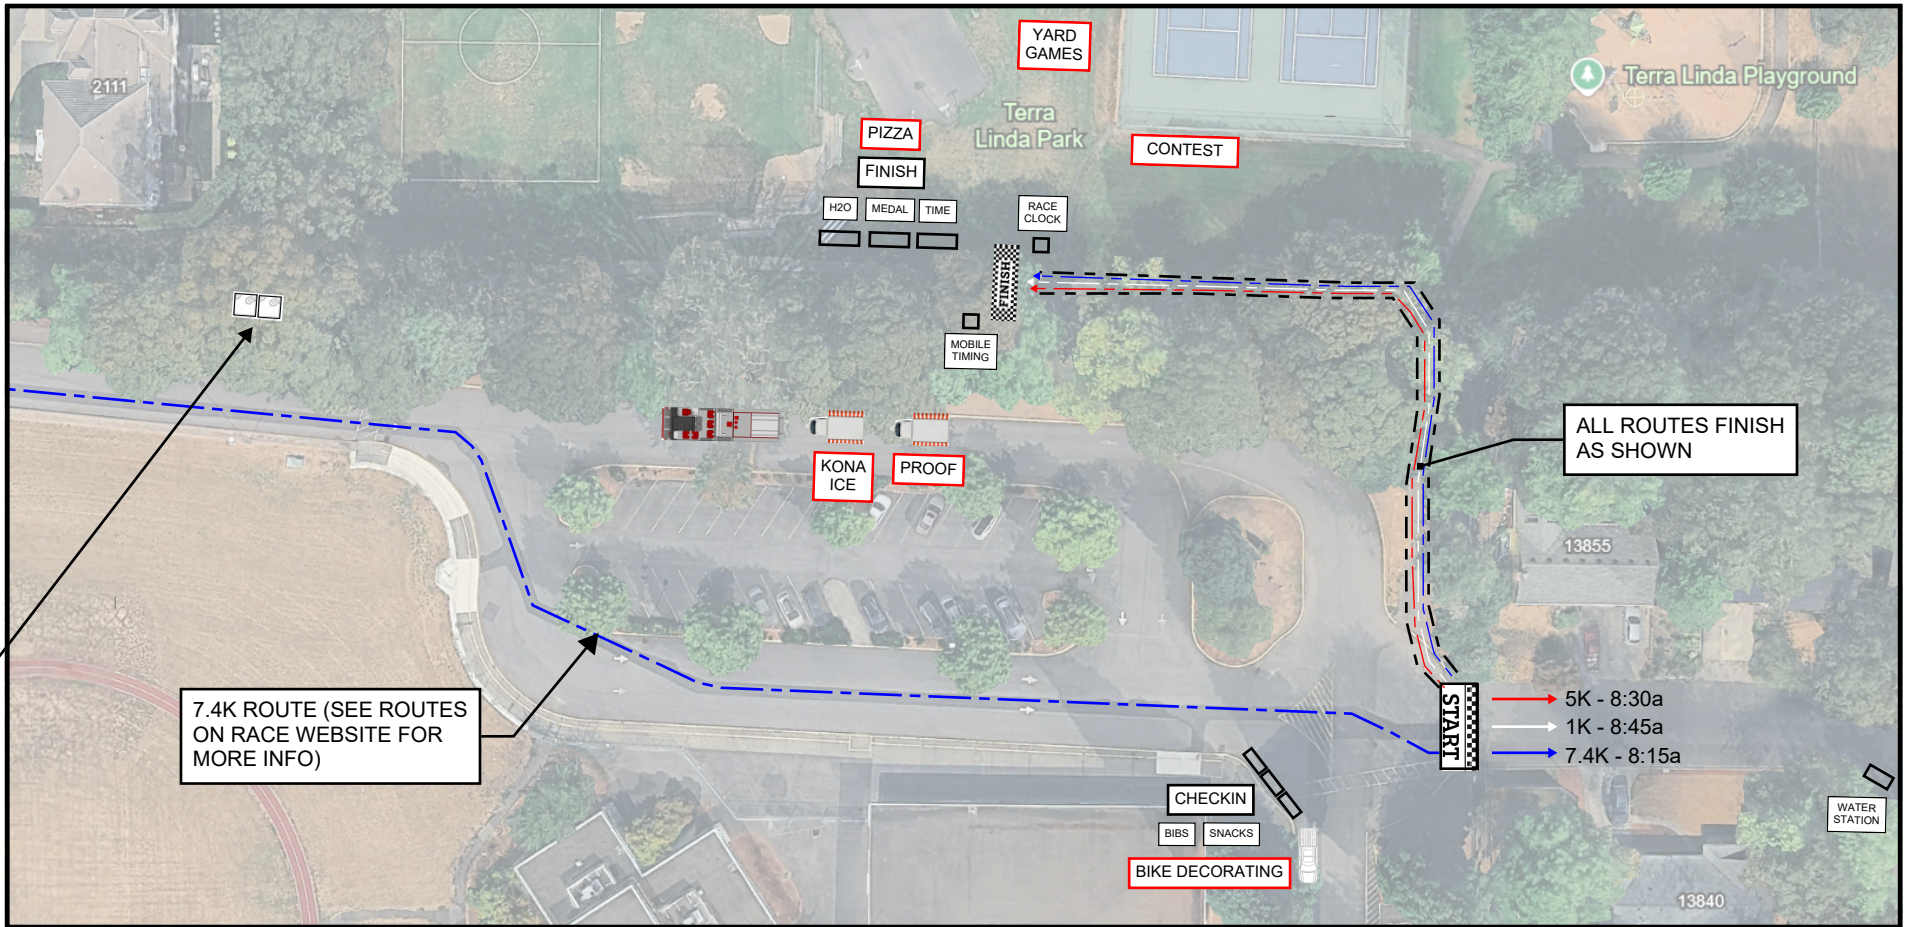 YARD
GAMES
2111
Terra Linda Playground
Terra
Linda Park
PIZZA
CONTEST
FINISH
H2O
MEDAL
TIME
RACE
CLOCK
FINISH
MOBILE
TIMING
ALL ROUTES FINISH
AS SHOWN
KONA
ICE
PROOF
13855
7.4K ROUTE (SEE ROUTES
ON RACE WEBSITE FOR
MORE INFO)
START
5K - 8:30a
1K - 8:45a
7.4K - 8:15a
CHECKIN
BIBS
SNACKS
WATER
STATION
BIKE DECORATING
13840